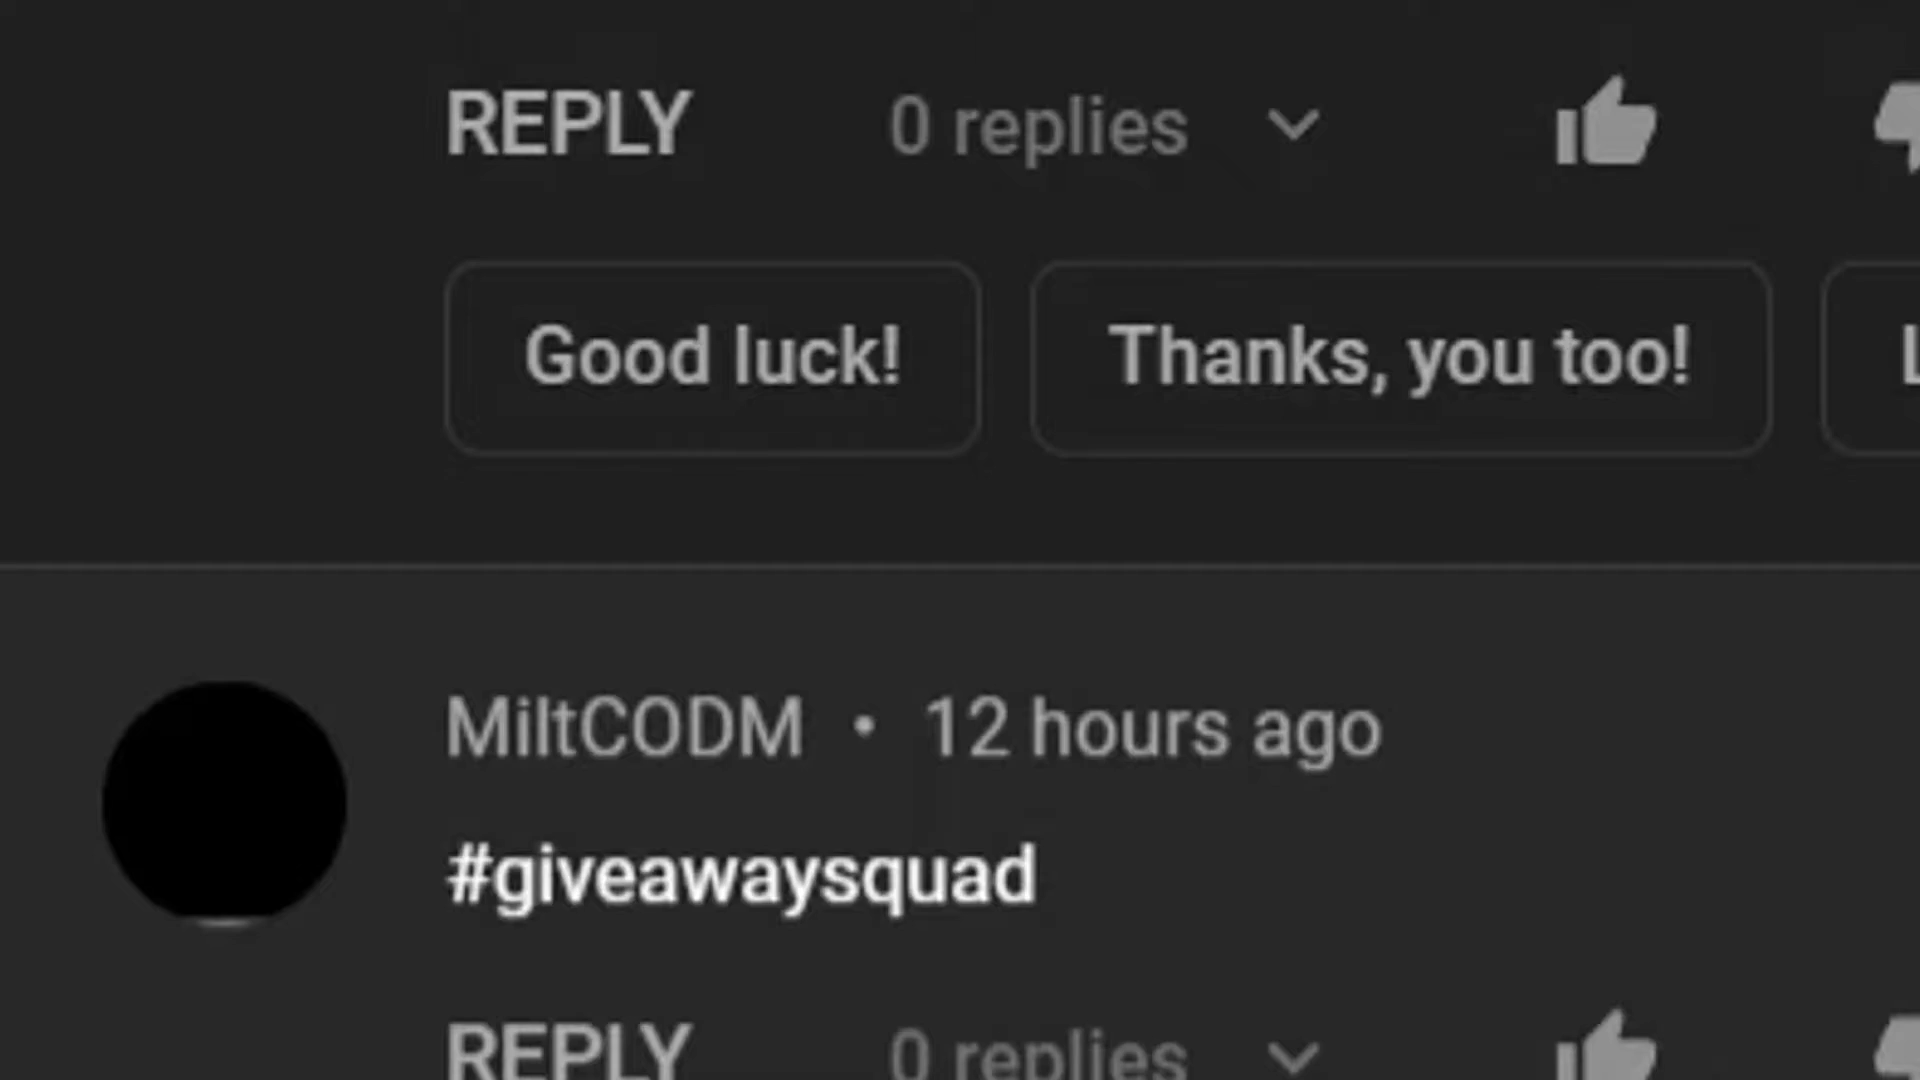 REPLY 0 replies
Good luck! Thanks, you too!
MiltCODM • 12 hours ago
#giveawaysquad
REPLY 0 replies